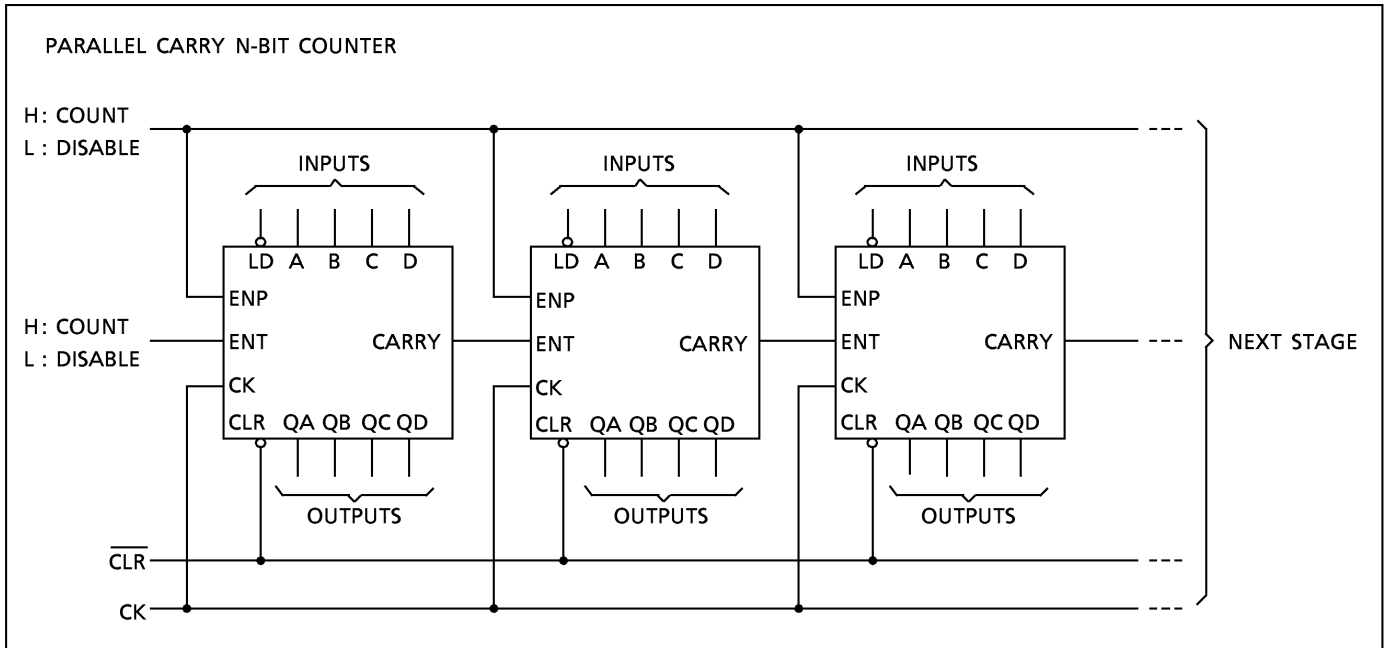 PARALLEL CARRY N-BIT COUNTER
H: COUNT
L : DISABLE
INPUTS INPUTS INPUTS
LD A B C D LD A B C D LD A B C D
ENP ENP ENP
H: COUNT
L : DISABLE
ENT CARRY ENT CARRY ENT CARRY NEXT STAGE
CK CK CK
CLR QA QB QC QD CLR QA QB QC QD CLR QA QB QC QD
OUTPUTS OUTPUTS OUTPUTS
C̅L̅R̅
CK